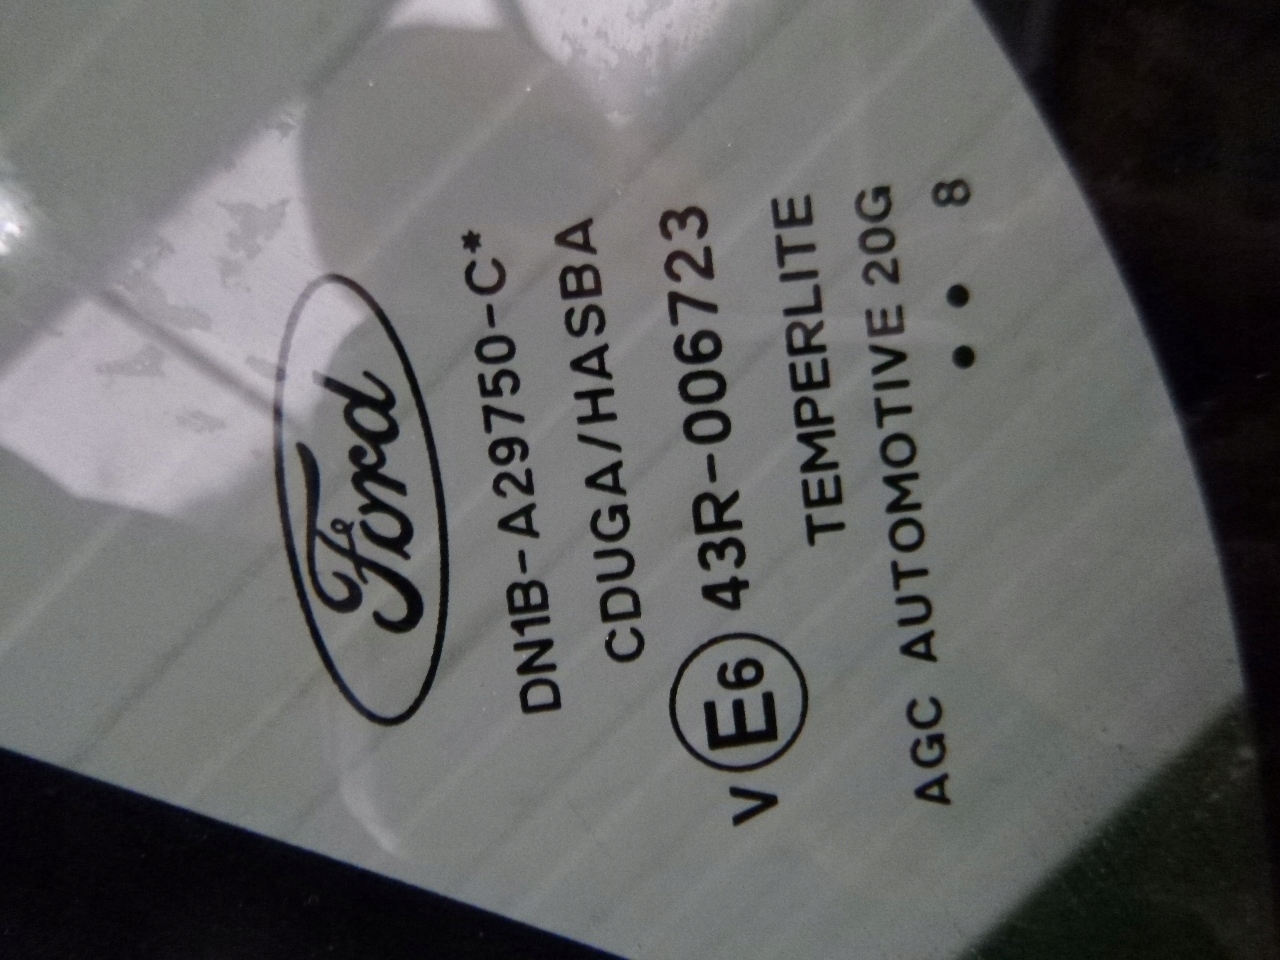 Ford
DN1B-A29750-C*
CDUGA/HASBA
V E6 43R-006723
TEMPERLITE
AGC AUTOMOTIVE 20G
• • 8